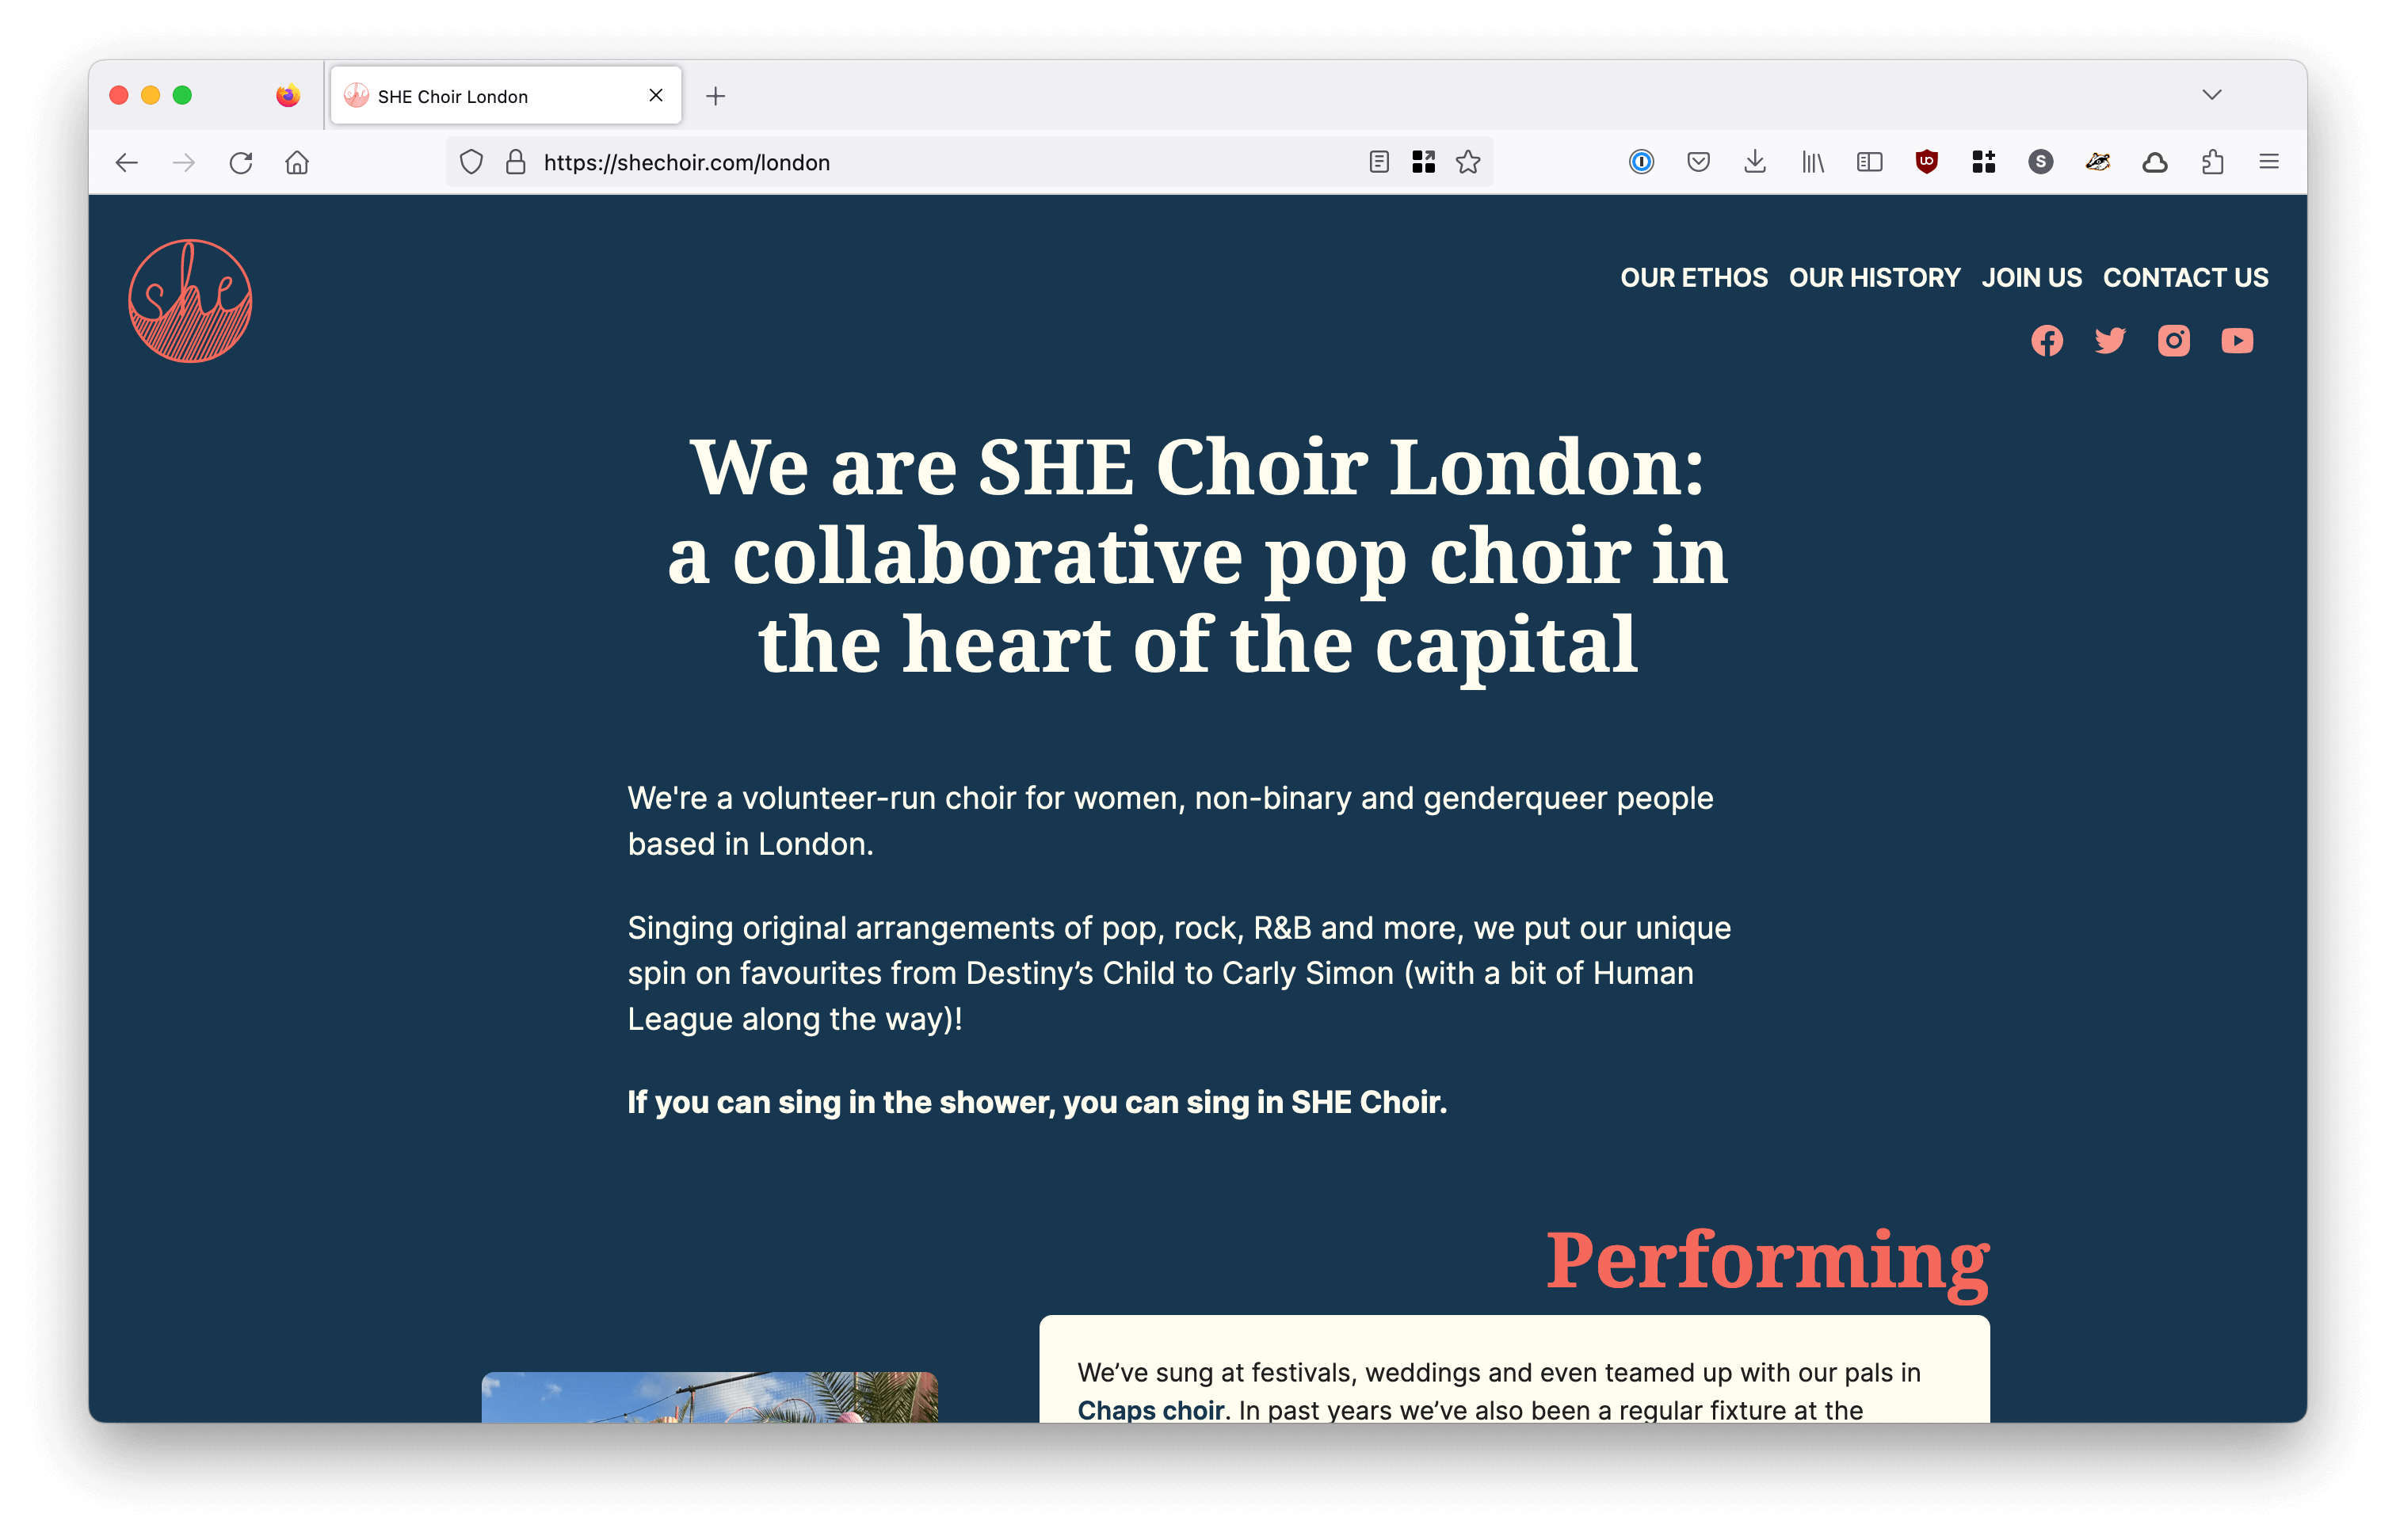 SHE Choir London
https://shechoir.com/london
she
OUR ETHOS OUR HISTORY JOIN US CONTACT US
We are SHE Choir London:
a collaborative pop choir in
the heart of the capital
We're a volunteer-run choir for women, non-binary and genderqueer people
based in London.
Singing original arrangements of pop, rock, R&B and more, we put our unique
spin on favourites from Destiny’s Child to Carly Simon (with a bit of Human
League along the way)!
If you can sing in the shower, you can sing in SHE Choir.
Performing
We’ve sung at festivals, weddings and even teamed up with our pals in
Chaps choir. In past years we’ve also been a regular fixture at the